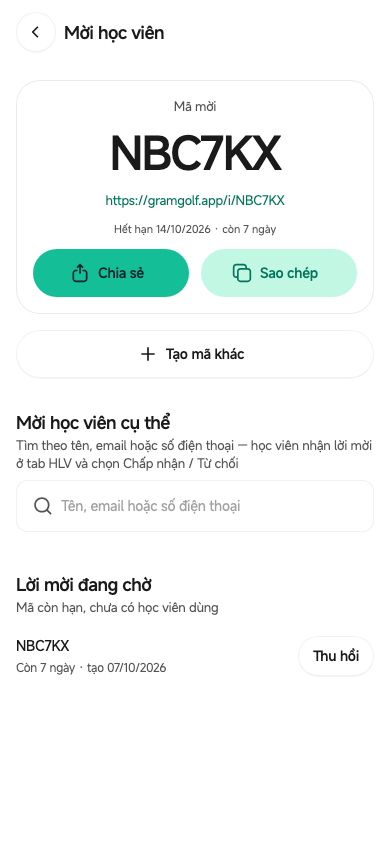 Mời học viên
Mã mời
NBC7KX
https://gramgolf.app/i/NBC7KX
Hết hạn 14/10/2026 · còn 7 ngày
Chia sẻ
Sao chép
Tạo mã khác
Mời học viên cụ thể
Tìm theo tên, email hoặc số điện thoại — học viên nhận lời mời
ở tab HLV và chọn Chấp nhận / Từ chối
Tên, email hoặc số điện thoại
Lời mời đang chờ
Mã còn hạn, chưa có học viên dùng
NBC7KX
Còn 7 ngày · tạo 07/10/2026
Thu hồi